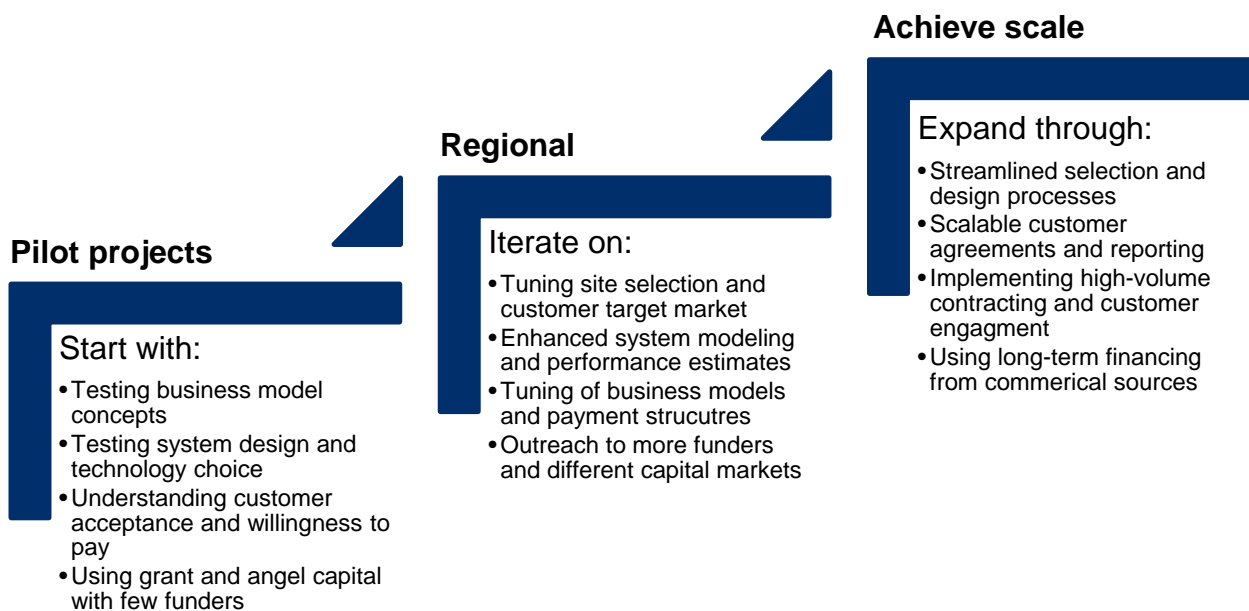 Pilot projects
Start with:
•Testing business model
concepts
•Testing system design and
technology choice
•Understanding customer
acceptance and willingness to
pay
•Using grant and angel capital
with few funders
Regional
Iterate on:
•Tuning site selection and
customer target market
•Enhanced system modeling
and performance estimates
•Tuning of business models
and payment strucutres
•Outreach to more funders
and different capital markets
Achieve scale
Expand through:
•Streamlined selection and
design processes
•Scalable customer
agreements and reporting
•Implementing high-volume
contracting and customer
engagment
•Using long-term financing
from commerical sources